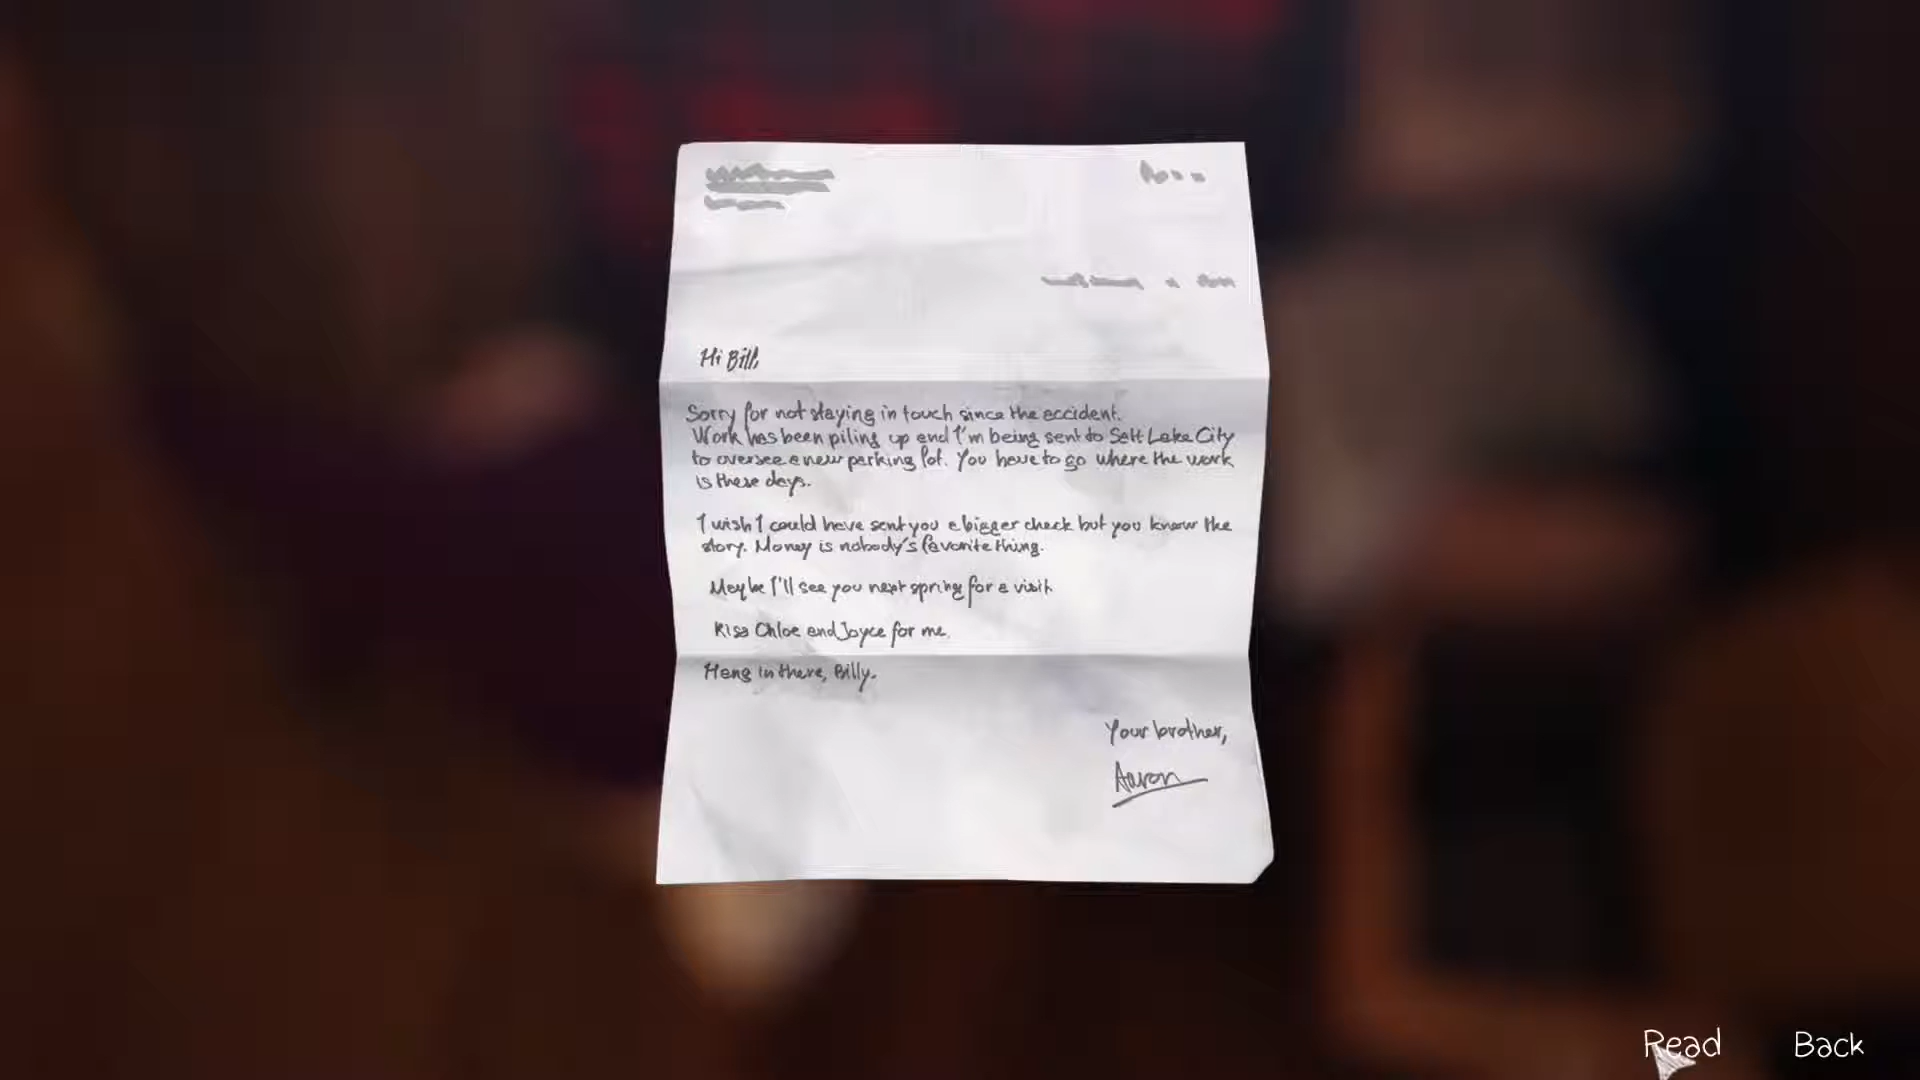 Hi Bill,
Sorry for not staying in touch since the accident.
Work has been piling up and I'm being sent to Salt Lake City
to oversee a new parking lot. You have to go where the work
is these days.
I wish I could have sent you a bigger check but you know the
story. Money is nobody's favorite thing.
Maybe I'll see you next spring for a visit.
Kiss Chloe and Joyce for me.
Hang in there, Billy.
Your brother,
Aaron
Read Back